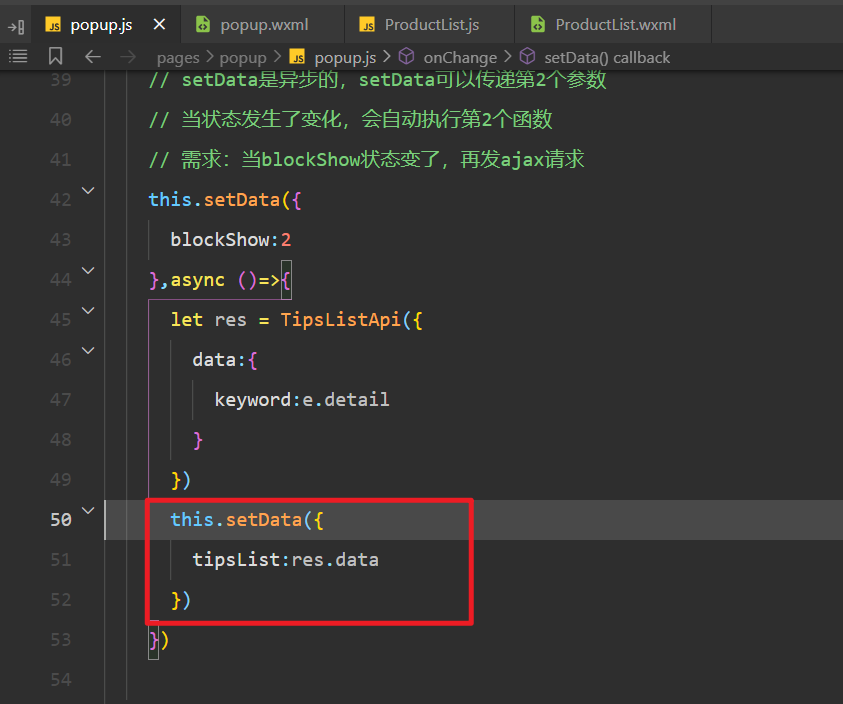 JS popup.js × popup.wxml JS ProductList.js ProductList.wxml
pages > popup > JS popup.js > onChange > setData() callback
39 // setData是异步的，setData可以传递第2个参数
40 // 当状态发生了变化，会自动执行第2个函数
41 // 需求：当blockShow状态变了，再发ajax请求
42 this.setData({
43 blockShow:2
44 },async ()=>{
45 let res = TipsListApi({
46 data:{
47 keyword:e.detail
48 }
49 })
50 this.setData({
51 tipsList:res.data
52 })
53 })
54